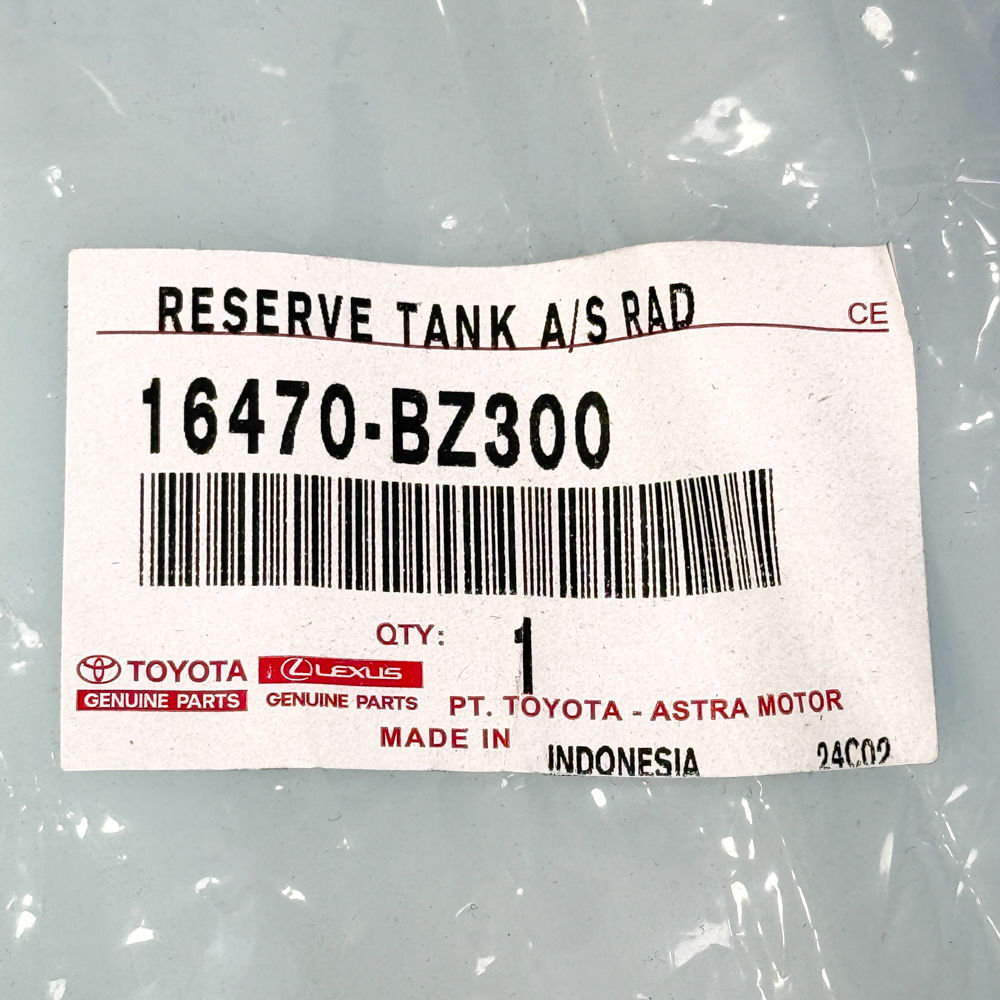 RESERVE TANK A/S RAD
CE
16470-BZ300
QTY: 1
TOYOTA
GENUINE PARTS
LEXUS
GENUINE PARTS
PT. TOYOTA - ASTRA MOTOR
MADE IN INDONESIA
24C02